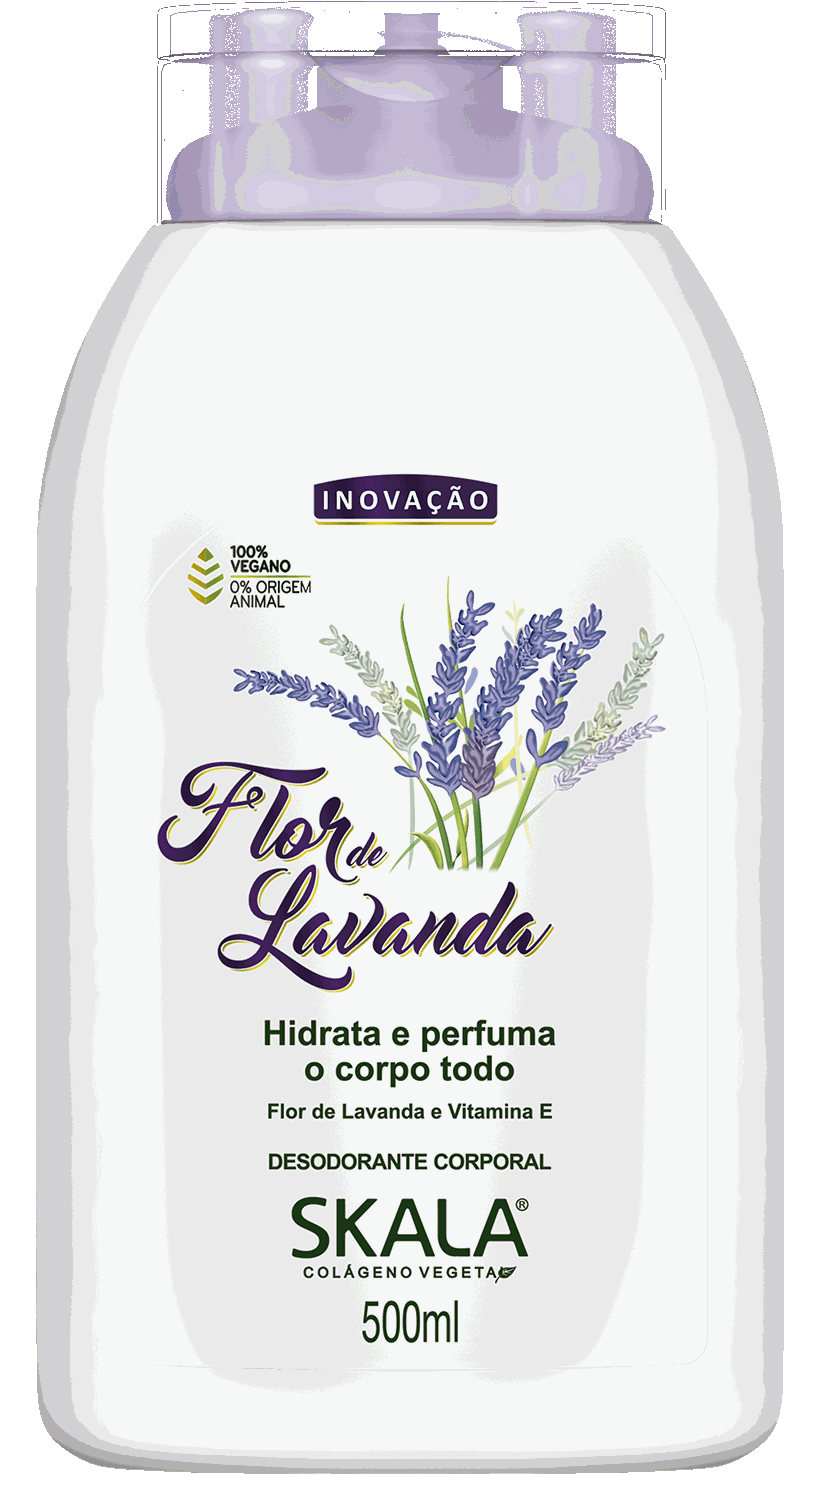 INOVAÇÃO
100%
VEGANO
0% ORIGEM
ANIMAL
Flor de
Lavanda
Hidrata e perfuma
o corpo todo
Flor de Lavanda e Vitamina E
DESODORANTE CORPORAL
SKALA®
COLÁGENO VEGETAL
500ml